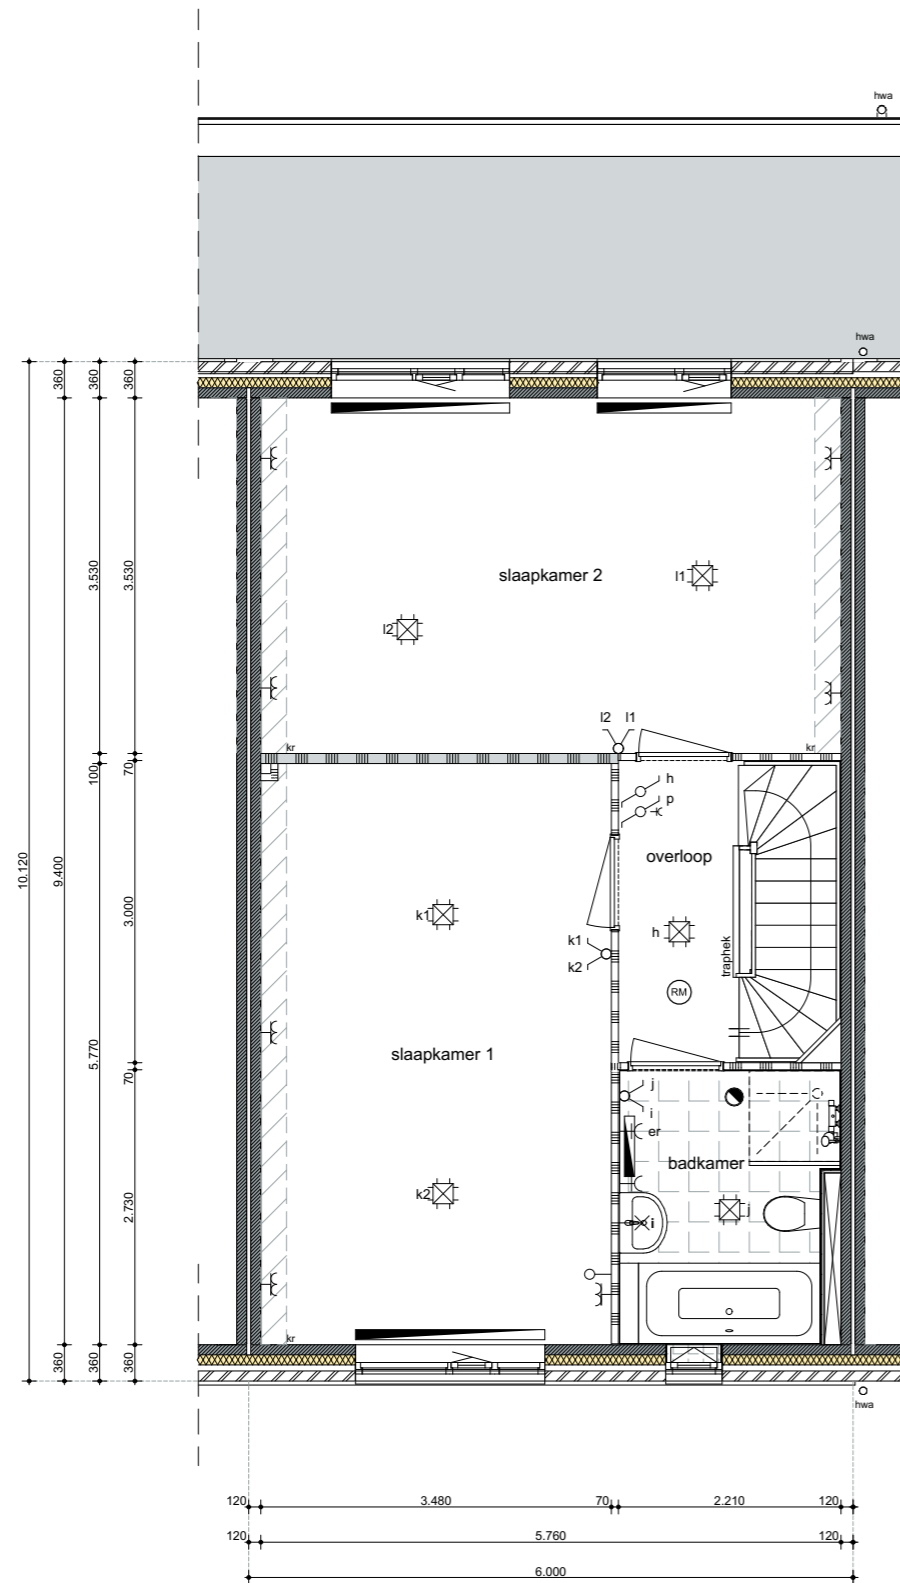 hwa
hwa
360
360
360
10.120
9.400
3.530
3.530
slaapkamer 2
l1
l2
l2 l1
kr
kr
100
70
h
p
overloop
k1
h
k1
k2
traphek
RM
3.000
5.770
slaapkamer 1
70
j
i
er
badkamer
k2
j
i
2.730
kr
360
360
360
hwa
120
3.480
70
2.210
120
120
5.760
120
6.000